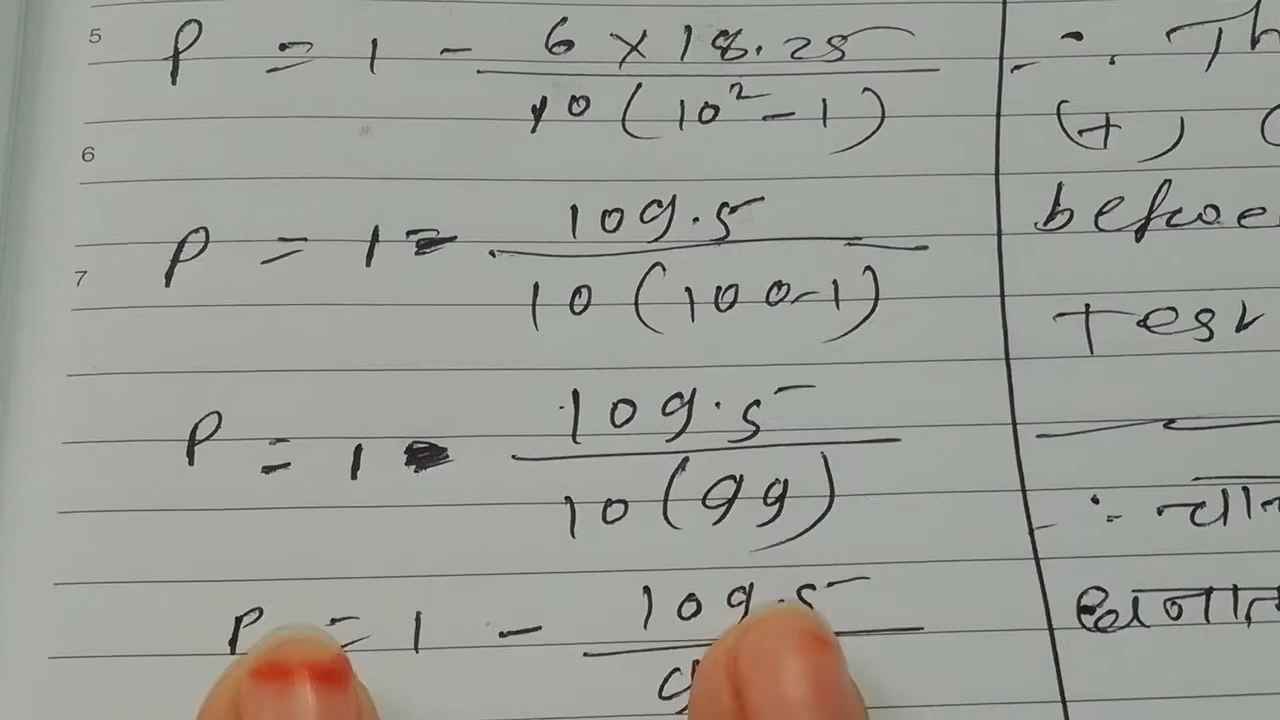 5
ρ = 1 - 6 × 18.25
10 (10² - 1)
6
ρ = 1 - 109.5
10 (100-1)
7
ρ = 1 - 109.5
10 (99)
ρ = 1 - 109.5
9
∴ Th
(+) (
Test
∴